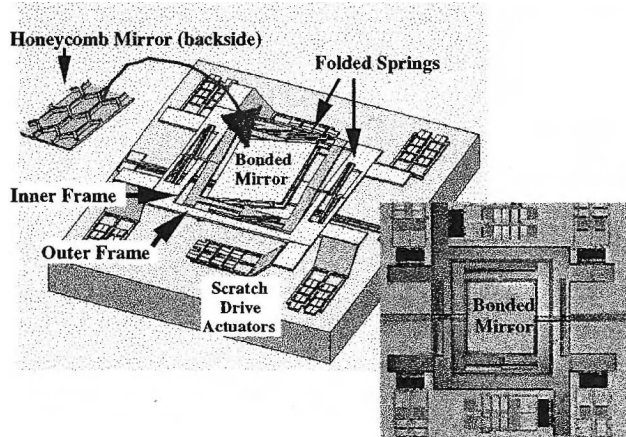 Honeycomb Mirror (backside)
Folded Springs
Bonded
Mirror
Inner Frame
Outer Frame
Scratch
Drive
Actuators
Bonded
Mirror